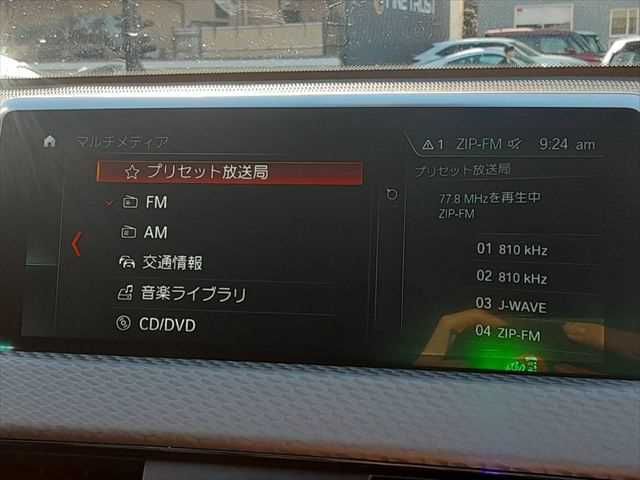 マルチメディア
1 ZIP-FM 9:24 am
プリセット放送局
FM
AM
交通情報
音楽ライブラリ
CD/DVD
プリセット放送局
77.8 MHzを再生中
ZIP-FM
01 810 kHz
02 810 kHz
03 J-WAVE
04 ZIP-FM